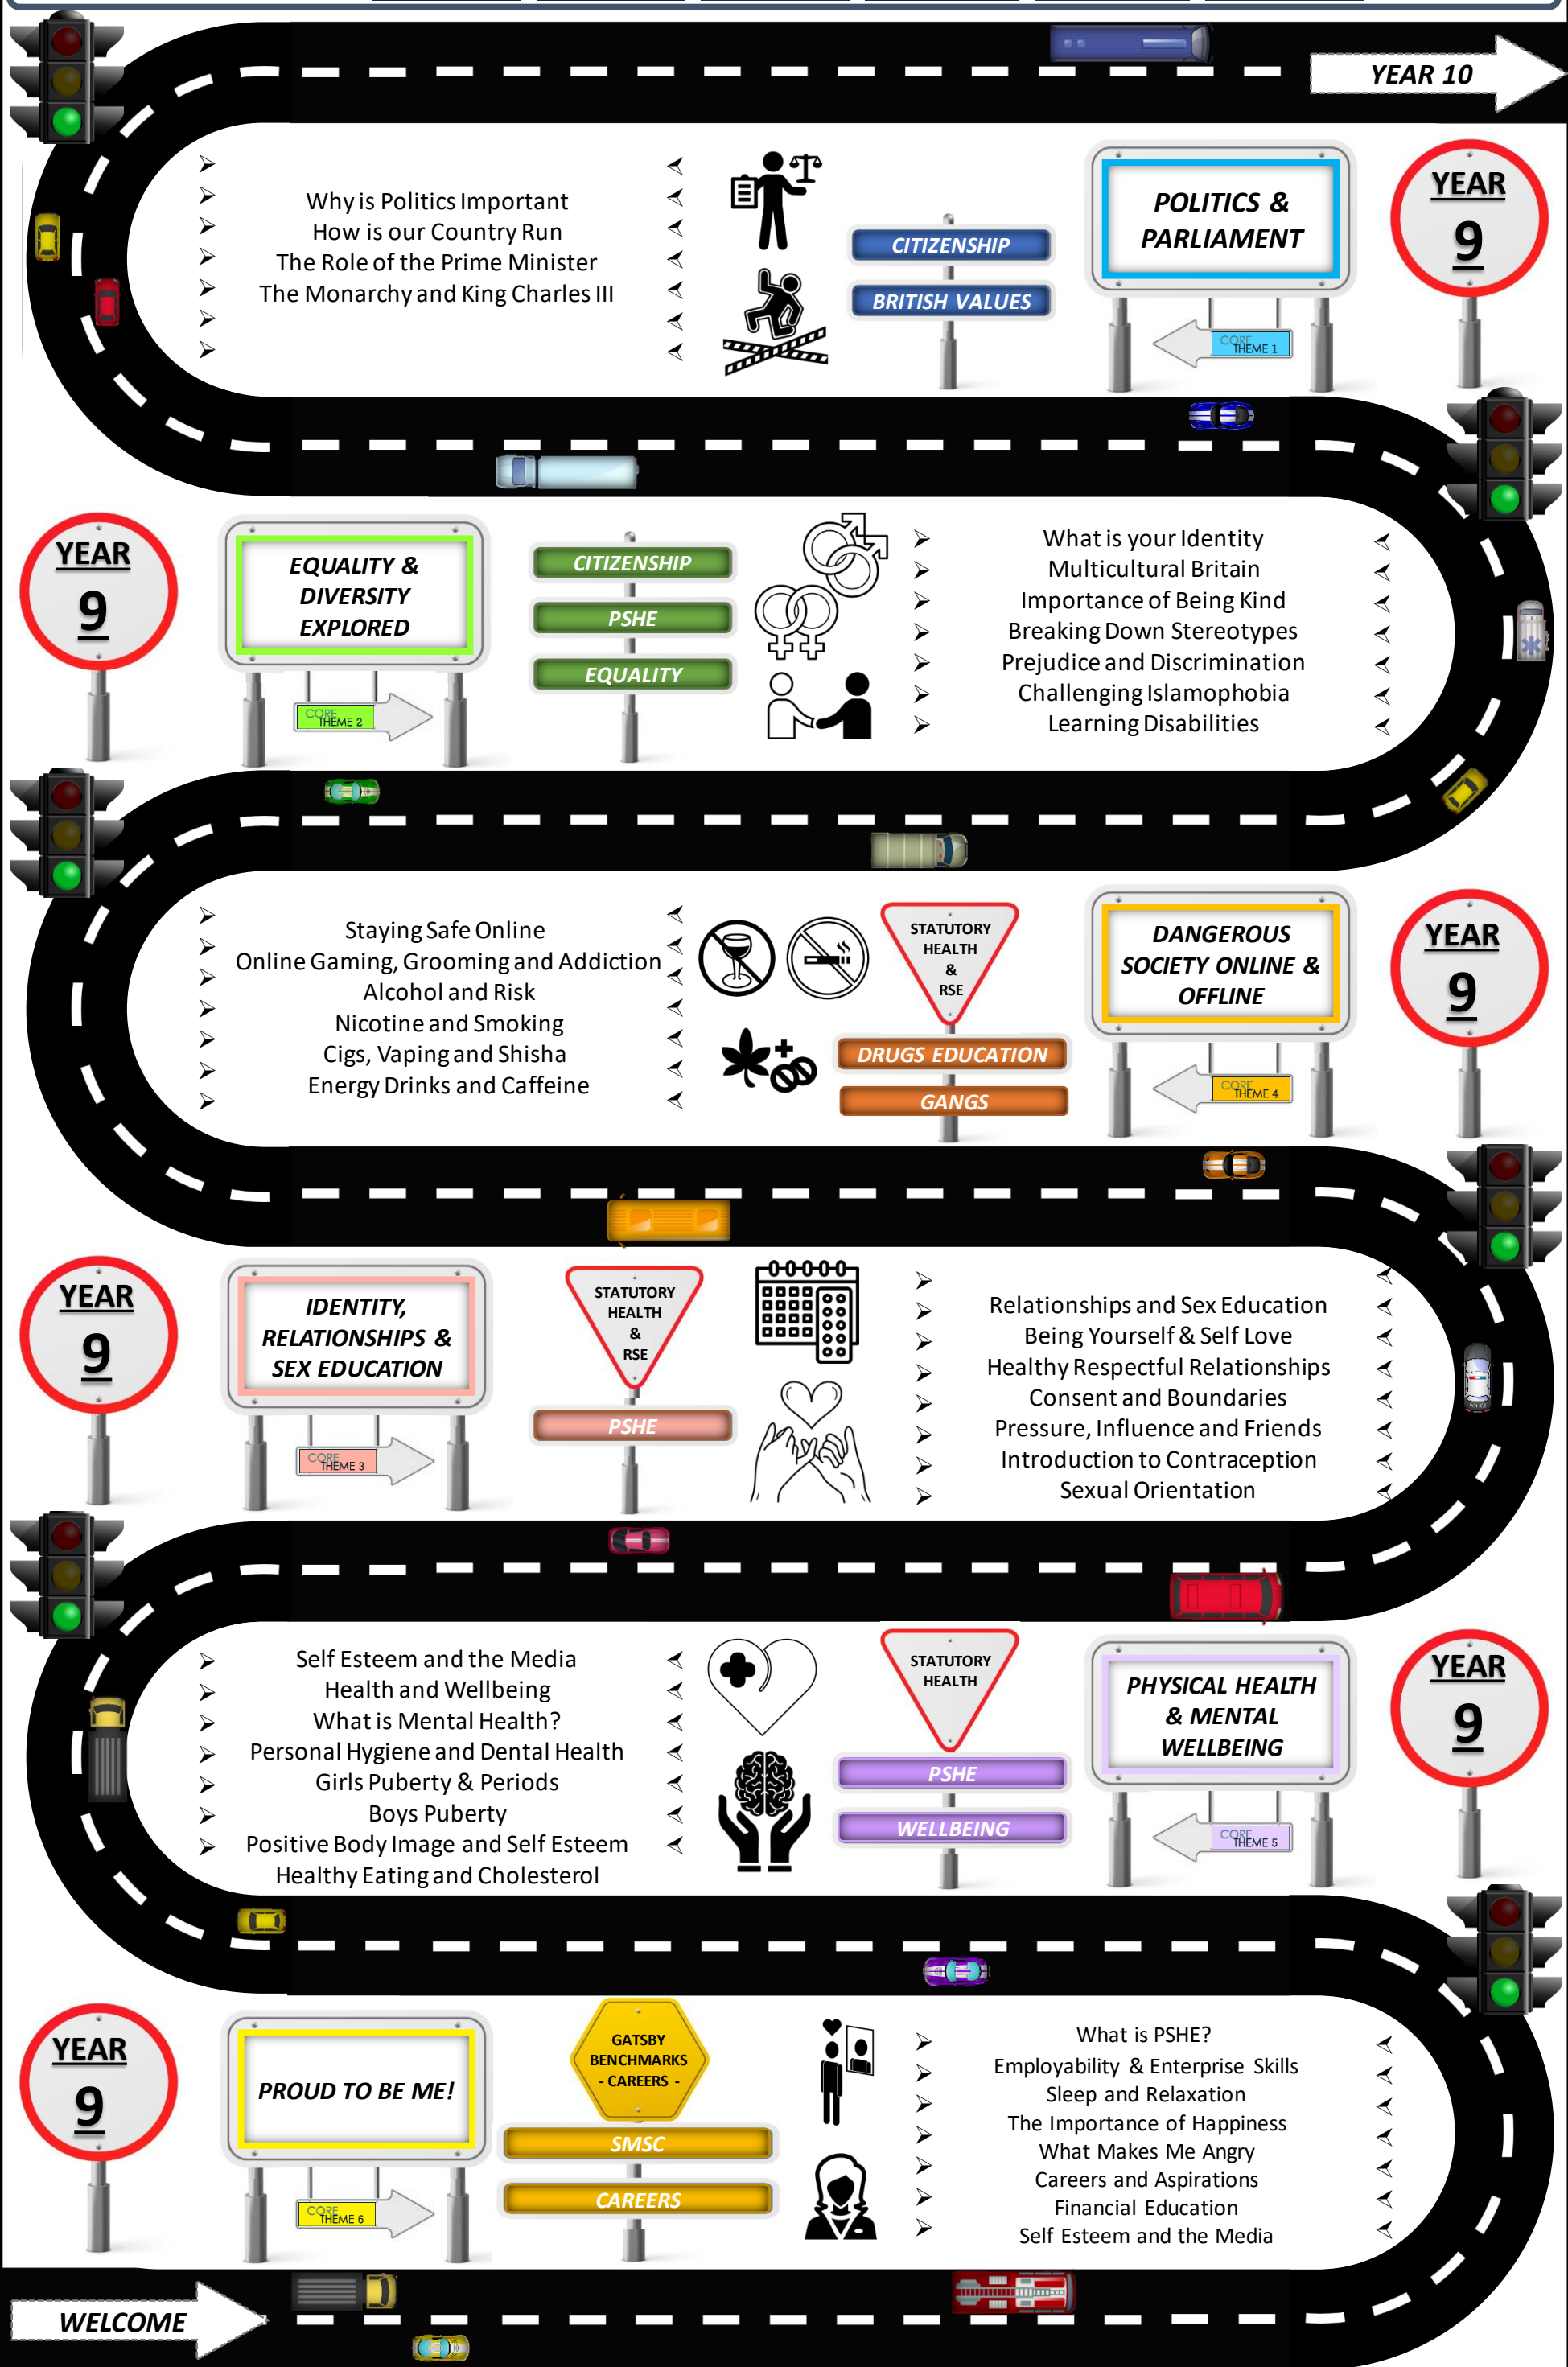 YEAR 10
Why is Politics Important
How is our Country Run
The Role of the Prime Minister
The Monarchy and King Charles III
CITIZENSHIP
BRITISH VALUES
POLITICS &
PARLIAMENT
CORE
THEME 1
YEAR
9
YEAR
9
EQUALITY &
DIVERSITY
EXPLORED
CORE
THEME 2
CITIZENSHIP
PSHE
EQUALITY
What is your Identity
Multicultural Britain
Importance of Being Kind
Breaking Down Stereotypes
Prejudice and Discrimination
Challenging Islamophobia
Learning Disabilities
Staying Safe Online
Online Gaming, Grooming and Addiction
Alcohol and Risk
Nicotine and Smoking
Cigs, Vaping and Shisha
Energy Drinks and Caffeine
STATUTORY
HEALTH
&
RSE
DRUGS EDUCATION
GANGS
DANGEROUS
SOCIETY ONLINE &
OFFLINE
CORE
THEME 4
YEAR
9
YEAR
9
IDENTITY,
RELATIONSHIPS &
SEX EDUCATION
CORE
THEME 3
STATUTORY
HEALTH
&
RSE
PSHE
Relationships and Sex Education
Being Yourself & Self Love
Healthy Respectful Relationships
Consent and Boundaries
Pressure, Influence and Friends
Introduction to Contraception
Sexual Orientation
Self Esteem and the Media
Health and Wellbeing
What is Mental Health?
Personal Hygiene and Dental Health
Girls Puberty & Periods
Boys Puberty
Positive Body Image and Self Esteem
Healthy Eating and Cholesterol
STATUTORY
HEALTH
PSHE
WELLBEING
PHYSICAL HEALTH
& MENTAL
WELLBEING
CORE
THEME 5
YEAR
9
YEAR
9
PROUD TO BE ME!
CORE
THEME 6
GATSBY
BENCHMARKS
- CAREERS -
SMSC
CAREERS
What is PSHE?
Employability & Enterprise Skills
Sleep and Relaxation
The Importance of Happiness
What Makes Me Angry
Careers and Aspirations
Financial Education
Self Esteem and the Media
WELCOME